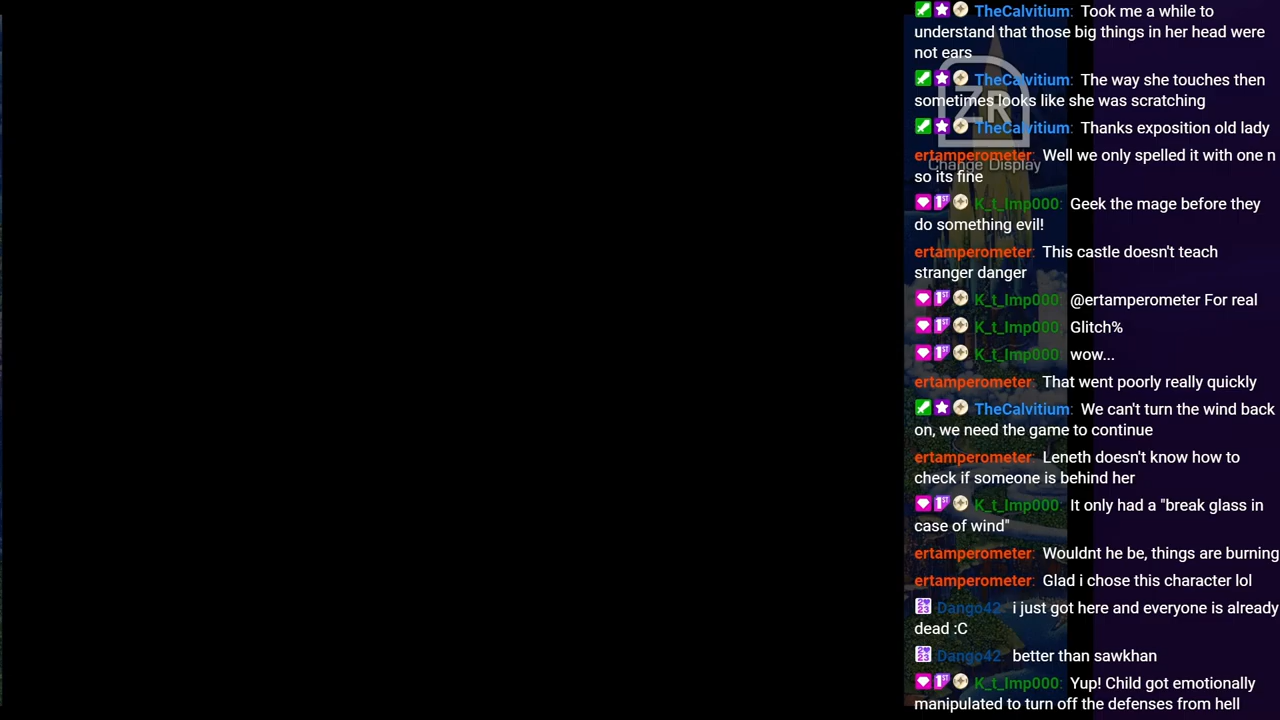 TheCalvitium: Took me a while to
understand that those big things in her head were
not ears
TheCalvitium: The way she touches then
sometimes looks like she was scratching
TheCalvitium: Thanks exposition old lady
ertamperometer: Well we only spelled it with one n
so its fine
K_t_Imp000: Geek the mage before they
do something evil!
ertamperometer: This castle doesn't teach
stranger danger
K_t_Imp000: @ertamperometer For real
K_t_Imp000: Glitch%
K_t_Imp000: wow...
ertamperometer: That went poorly really quickly
TheCalvitium: We can't turn the wind back
on, we need the game to continue
ertamperometer: Leneth doesn't know how to
check if someone is behind her
K_t_Imp000: It only had a "break glass in
case of wind"
ertamperometer: Wouldnt he be, things are burning
ertamperometer: Glad i chose this character lol
Dango42: i just got here and everyone is already
dead :C
Dango42: better than sawkhan
K_t_Imp000: Yup! Child got emotionally
manipulated to turn off the defenses from hell
ZR
Change Display